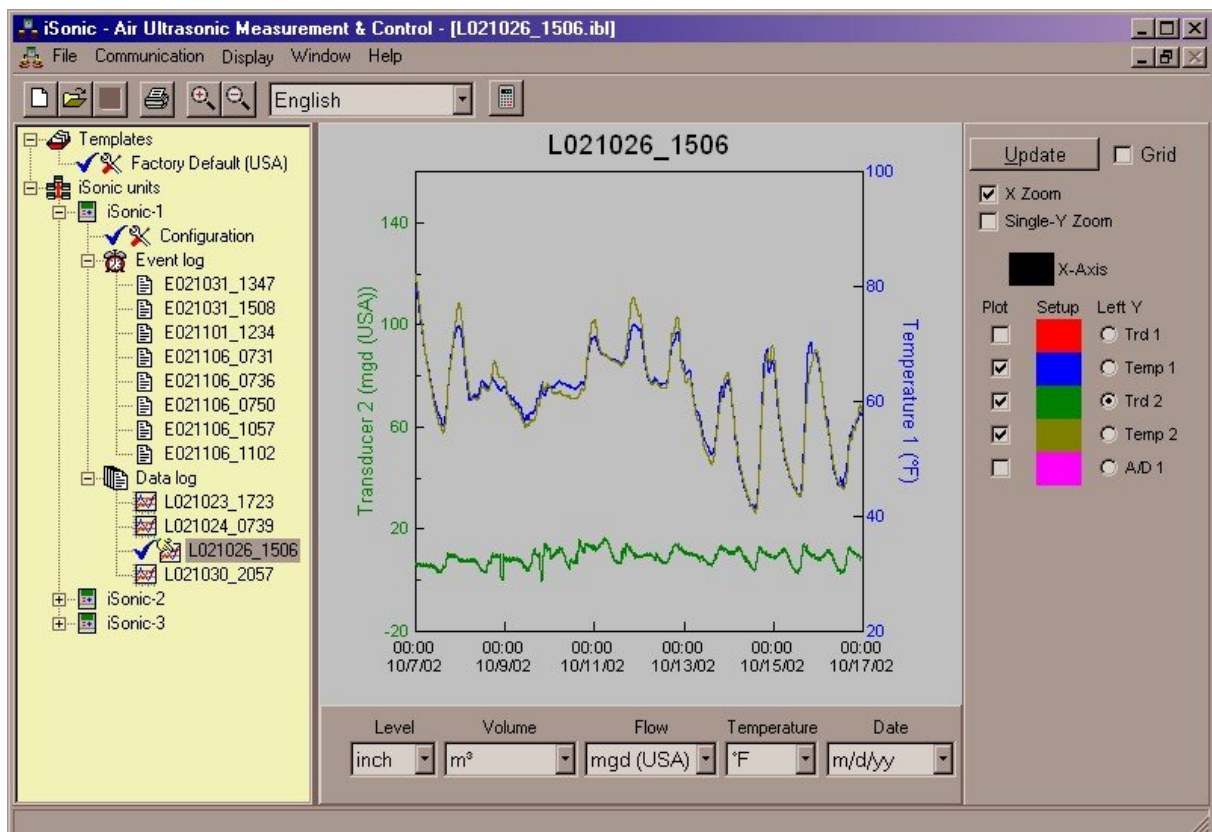 iSonic - Air Ultrasonic Measurement & Control - [L021026_1506.ibl]
File Communication Display Window Help
English
Templates
Factory Default (USA)
iSonic units
iSonic-1
Configuration
Event log
E021031_1347
E021031_1508
E021101_1234
E021106_0731
E021106_0736
E021106_0750
E021106_1057
E021106_1102
Data log
L021023_1723
L021024_0739
L021026_1506
L021030_2057
iSonic-2
iSonic-3
L021026_1506
Transducer 2 (mgd (USA))
140
100
60
20
-20
100
80
60
40
20
Temperature 1 (°F)
00:00 00:00 00:00 00:00 00:00 00:00
10/7/02 10/9/02 10/11/02 10/13/02 10/15/02 10/17/02
Level Volume Flow Temperature Date
inch m³ mgd (USA) °F m/d/yy
Update Grid
X Zoom
Single-Y Zoom
X-Axis
Plot Setup Left Y
Trd 1
Temp 1
Trd 2
Temp 2
A/D 1